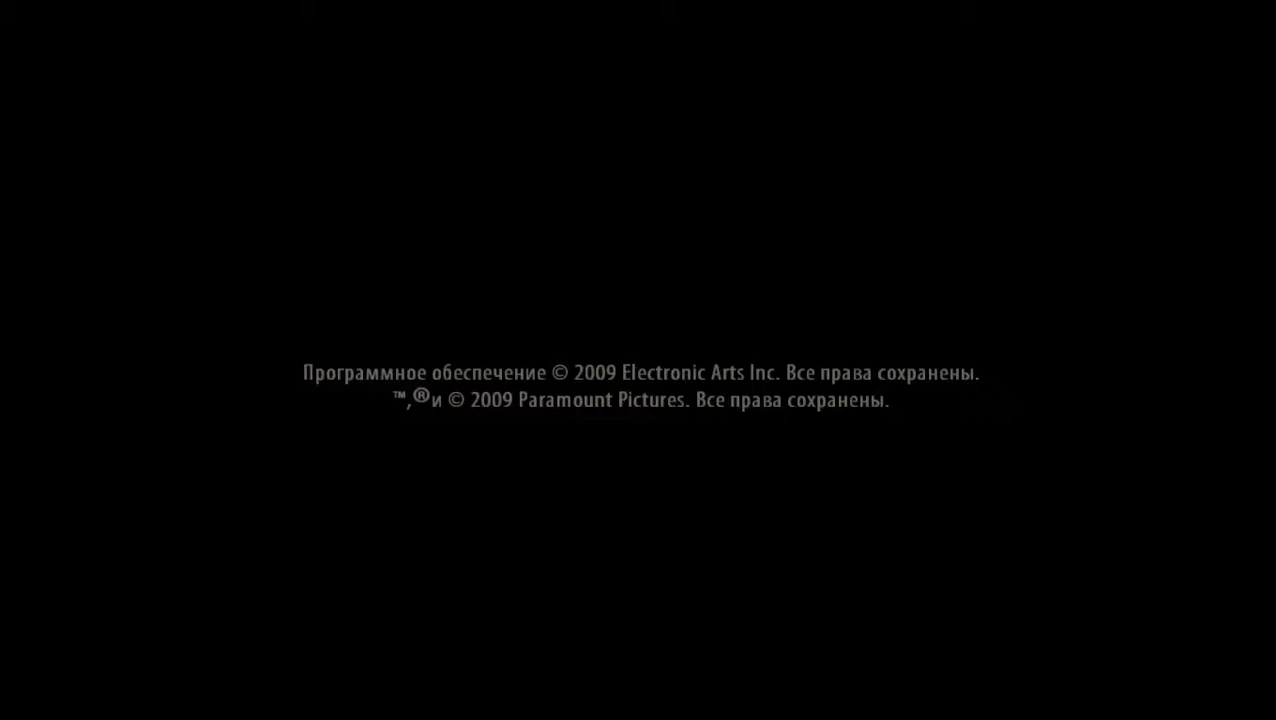 Программное обеспечение © 2009 Electronic Arts Inc. Все права сохранены.
™,®и © 2009 Paramount Pictures. Все права сохранены.